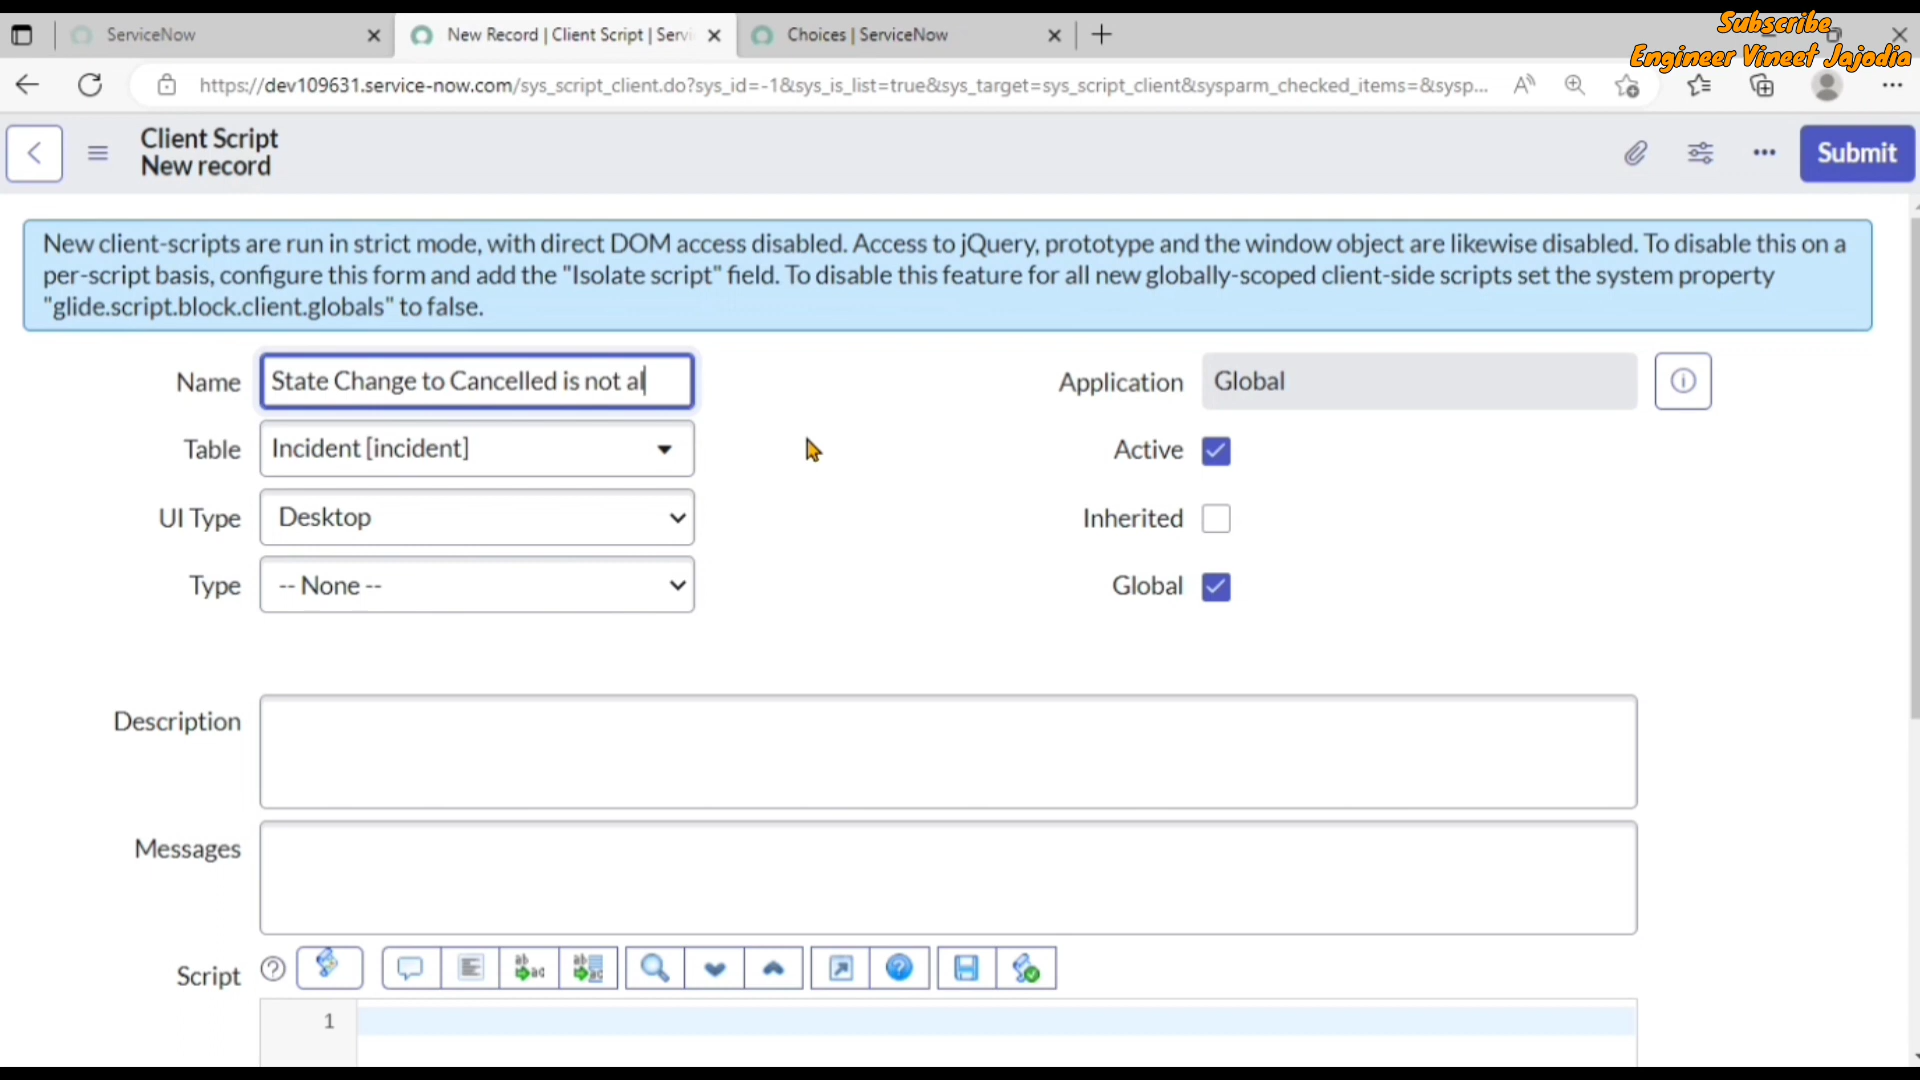 ServiceNow
New Record | Client Script | Servi
Choices | ServiceNow
Subscribe
Engineer Vineet Jajodia
https://dev109631.service-now.com/sys_script_client.do?sys_id=-1&sys_is_list=true&sys_target=sys_script_client&sysparm_checked_items=&sysp...
Client Script
New record
Submit
New client-scripts are run in strict mode, with direct DOM access disabled. Access to jQuery, prototype and the window object are likewise disabled. To disable this on a
per-script basis, configure this form and add the "Isolate script" field. To disable this feature for all new globally-scoped client-side scripts set the system property
"glide.script.block.client.globals" to false.
Name State Change to Cancelled is not al
Application Global
Table Incident [incident]
Active
UI Type Desktop
Inherited
Type -- None --
Global
Description
Messages
Script
1